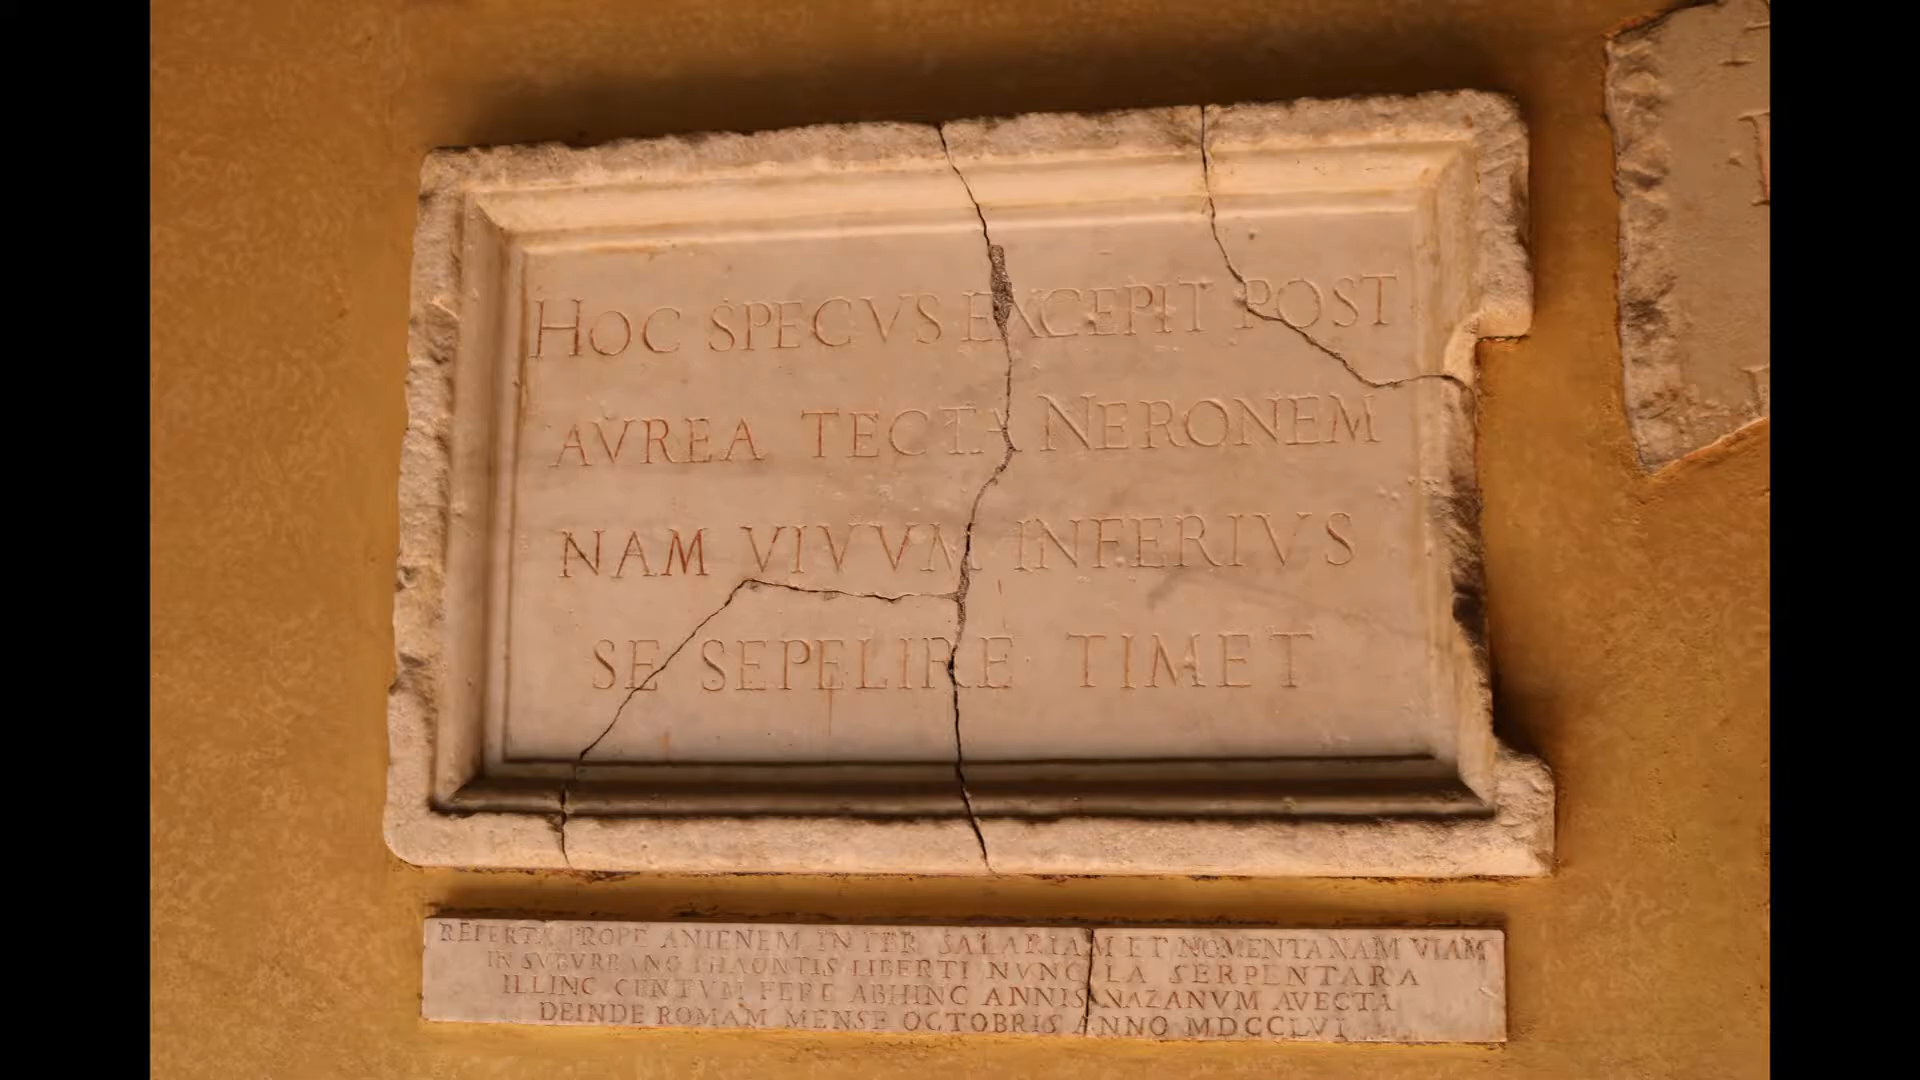 HOC SPECVS EXCEPIT POST
AVREA TECTA NERONEM
NAM VIVVM INFERIVS
SE SEPELIRE TIMET
REPERTA PROPE ANIENEM INTER SALARIAM ET NOMENTANAM VIAM
IN SVBVRBANO PHAONTIS LIBERTI NVNC LA SERPENTARA
ILLINC CENTVM FERE ABHINC ANNIS NAZANVM AVECTA
DEINDE ROMAM MENSE OCTOBRIS ANNO MDCCLVI